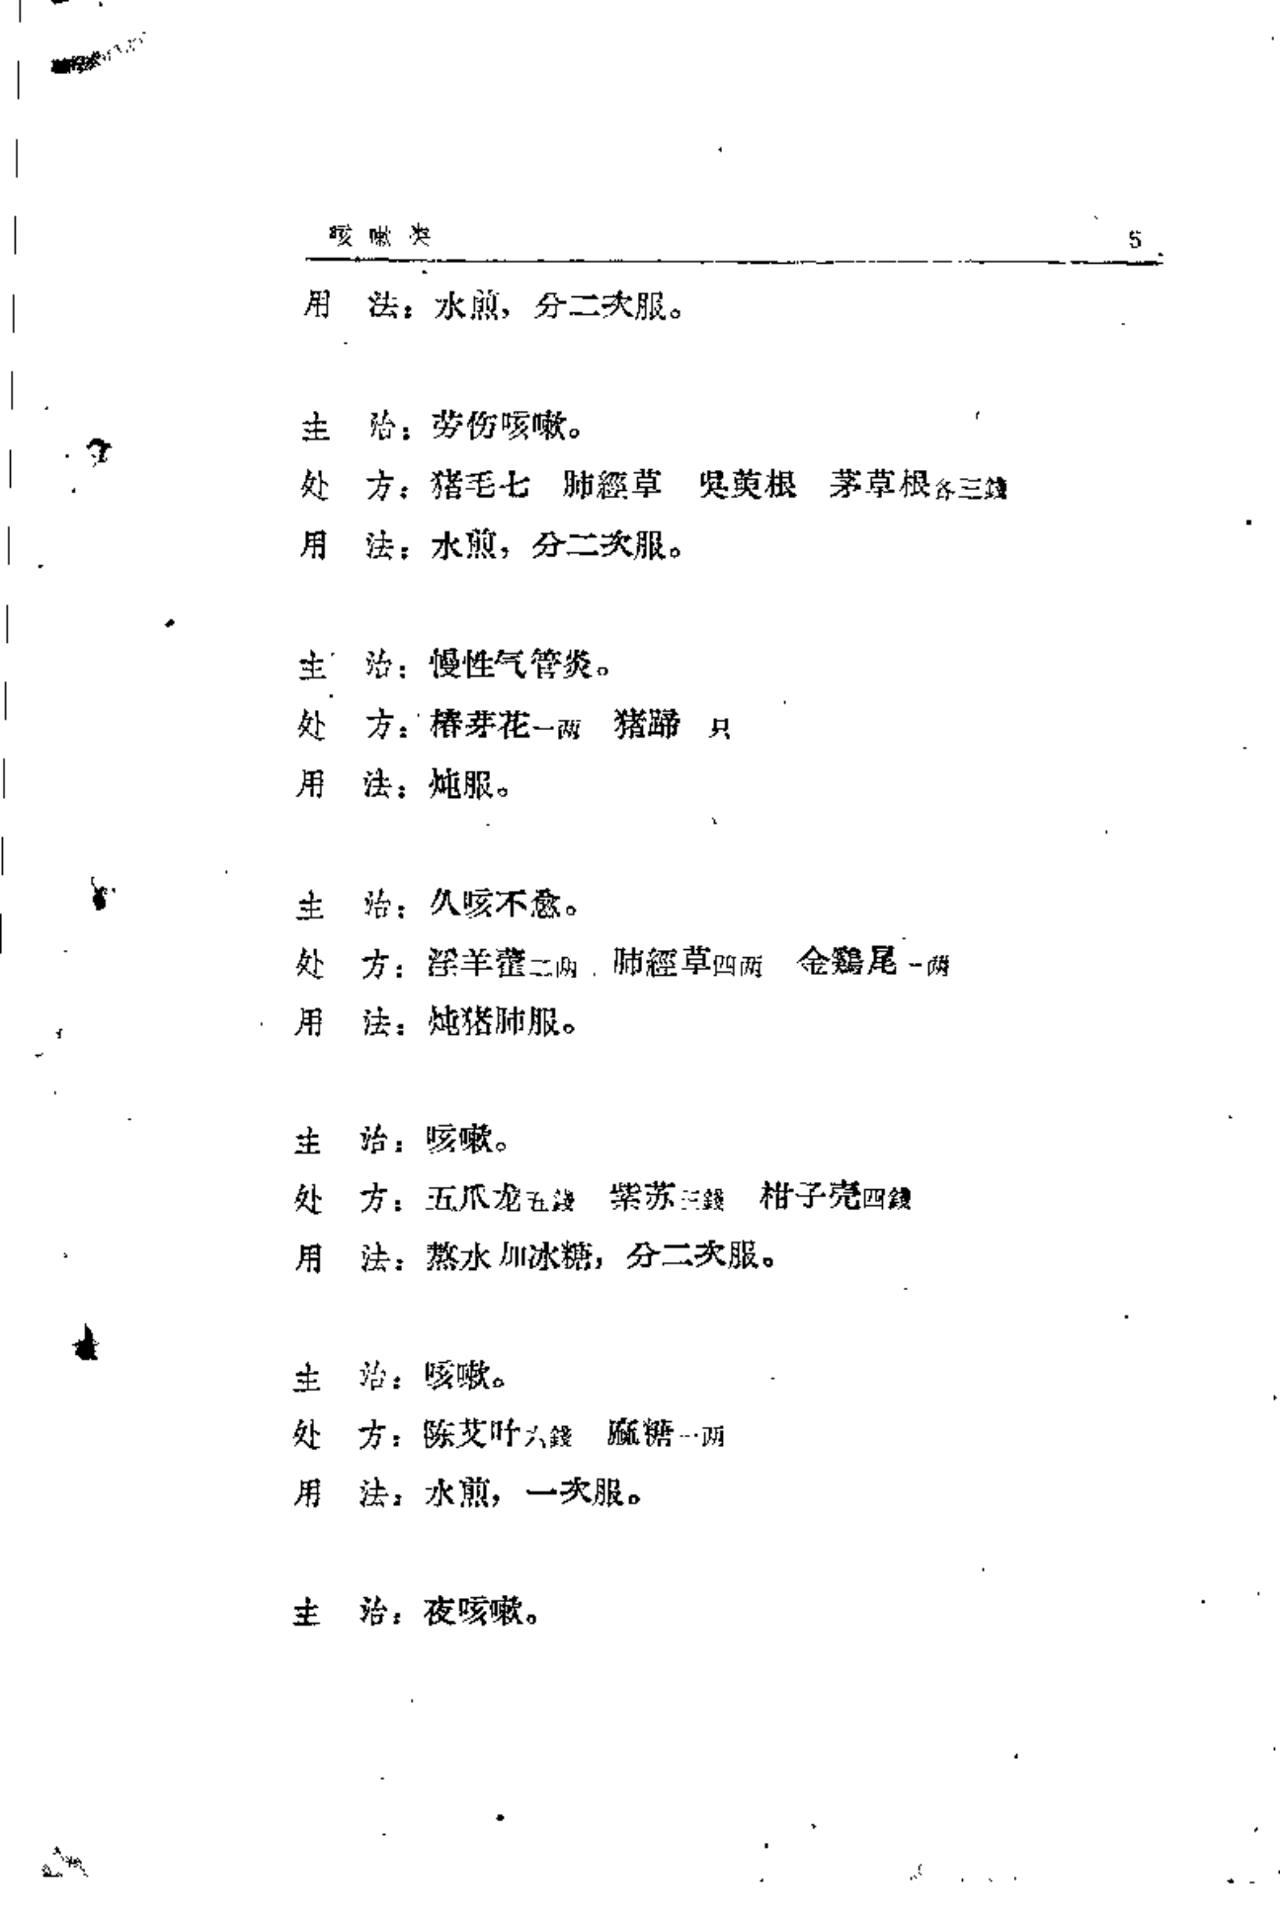 咳嗽类 5
用 法：水煎，分二次服。
主 治：劳伤咳嗽。
处 方：猪毛七 肺經草 吳萸根 茅草根各三錢
用 法：水煎，分二次服。
主 治：慢性气管炎。
处 方：椿芽花一两 猪蹄 只
用 法：炖服。
主 治：久咳不愈。
处 方：淫羊藿二两 肺經草四两 金鷄尾一两
用 法：炖猪肺服。
主 治：咳嗽。
处 方：五爪龙五錢 紫苏三錢 柑子壳四錢
用 法：熬水加冰糖，分二次服。
主 治：咳嗽。
处 方：陈艾叶六錢 麻糖一两
用 法：水煎，一次服。
主 治：夜咳嗽。